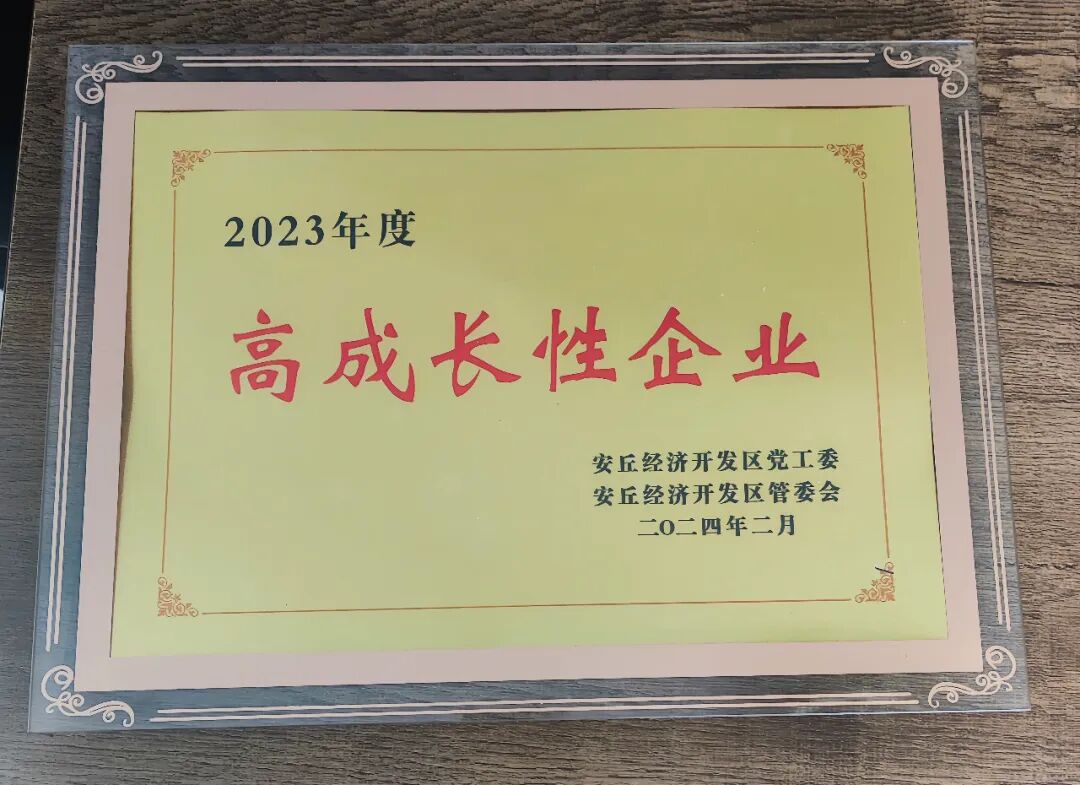 2023年度
高成长性企业
安丘经济开发区党工委
安丘经济开发区管委会
二〇二四年二月